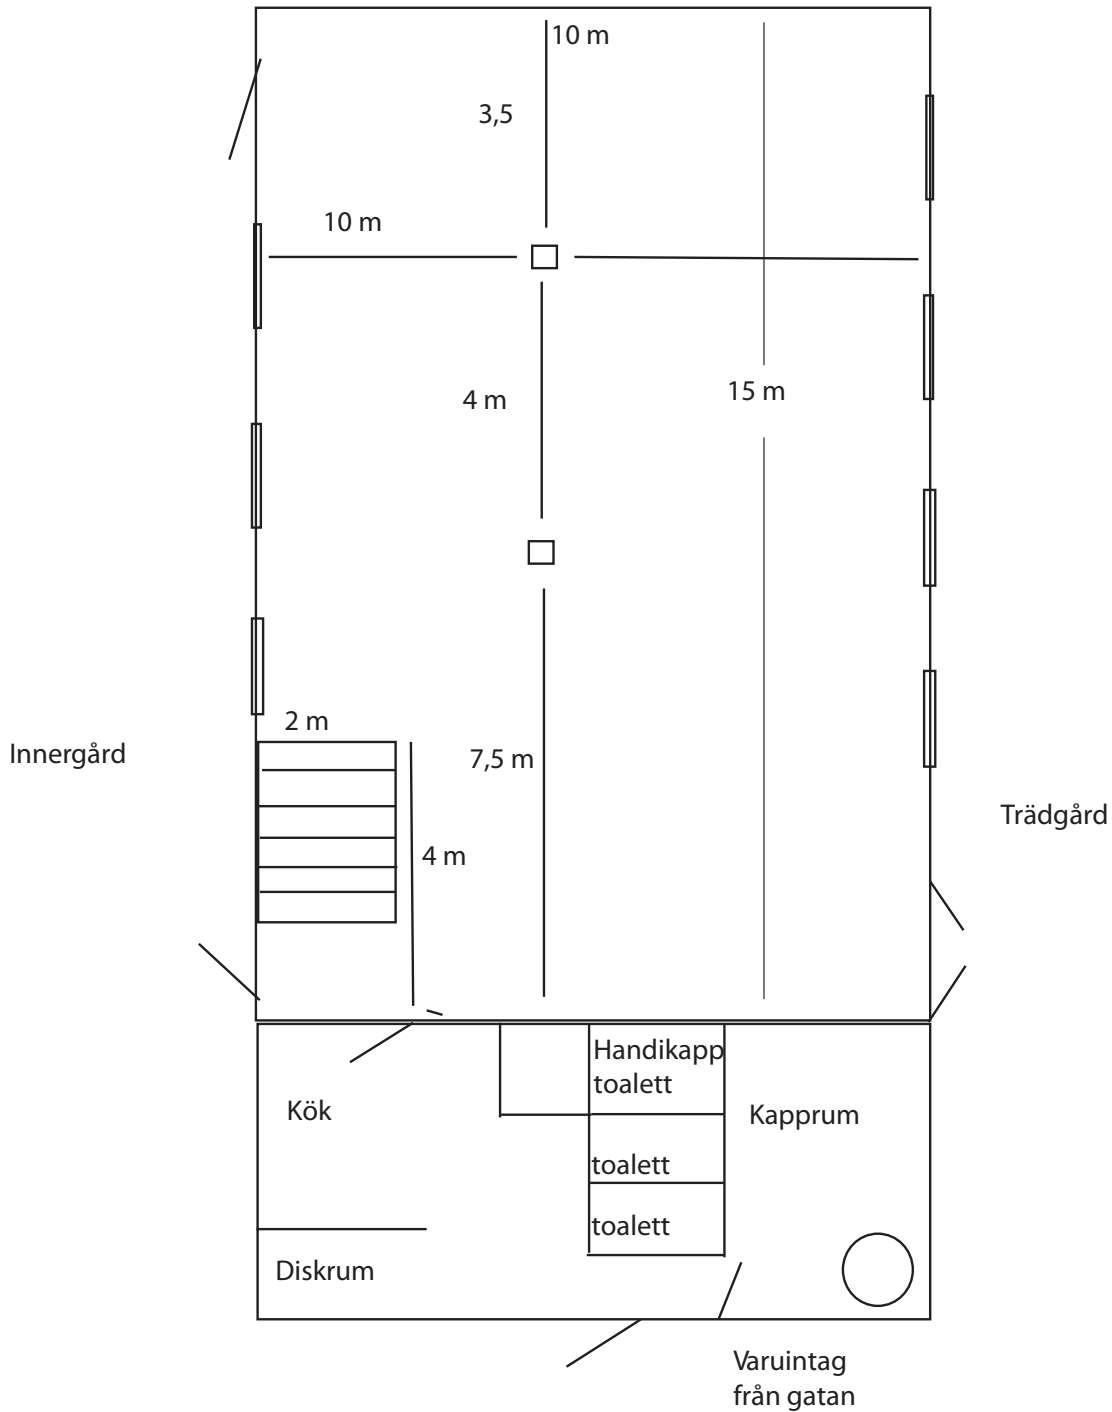 10 m
3,5
10 m
4 m
15 m
2 m
Innergård
7,5 m
Trädgård
4 m
Handikapp
toalett
Kök
Kapprum
toalett
toalett
Diskrum
Varuintag
från gatan